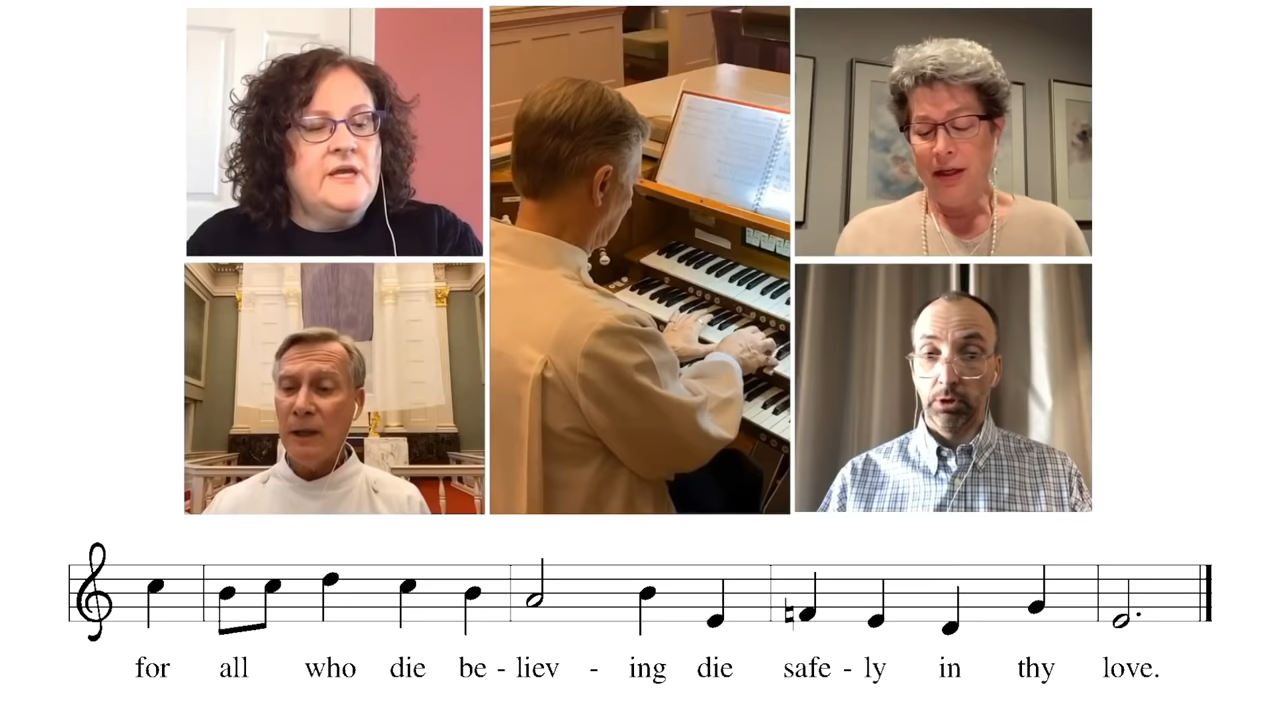 for all who die be - liev - ing die safe - ly in thy love.